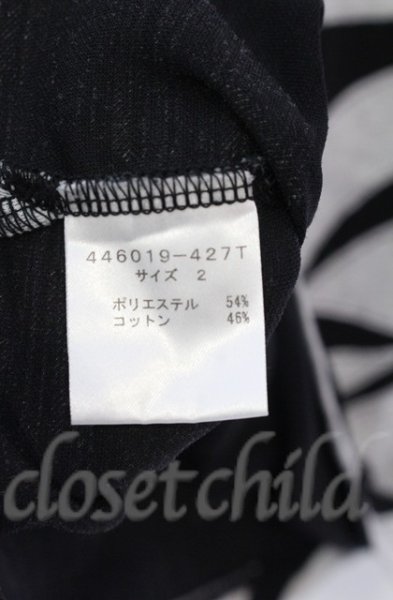 446019-427T
サイズ 2
ポリエステル 54%
コットン 46%
closet child